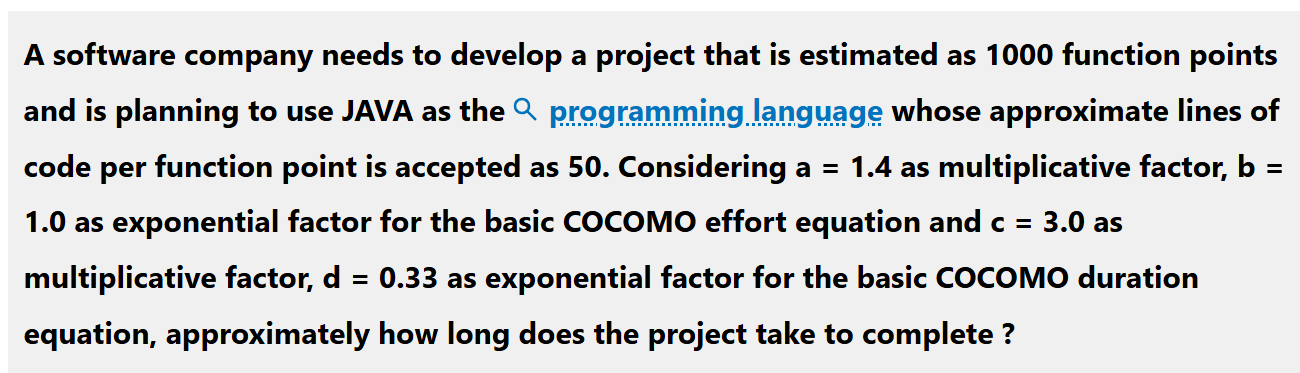 A software company needs to develop a project that is estimated as 1000 function points
and is planning to use JAVA as the programming language whose approximate lines of
code per function point is accepted as 50. Considering a = 1.4 as multiplicative factor, b =
1.0 as exponential factor for the basic COCOMO effort equation and c = 3.0 as
multiplicative factor, d = 0.33 as exponential factor for the basic COCOMO duration
equation, approximately how long does the project take to complete ?